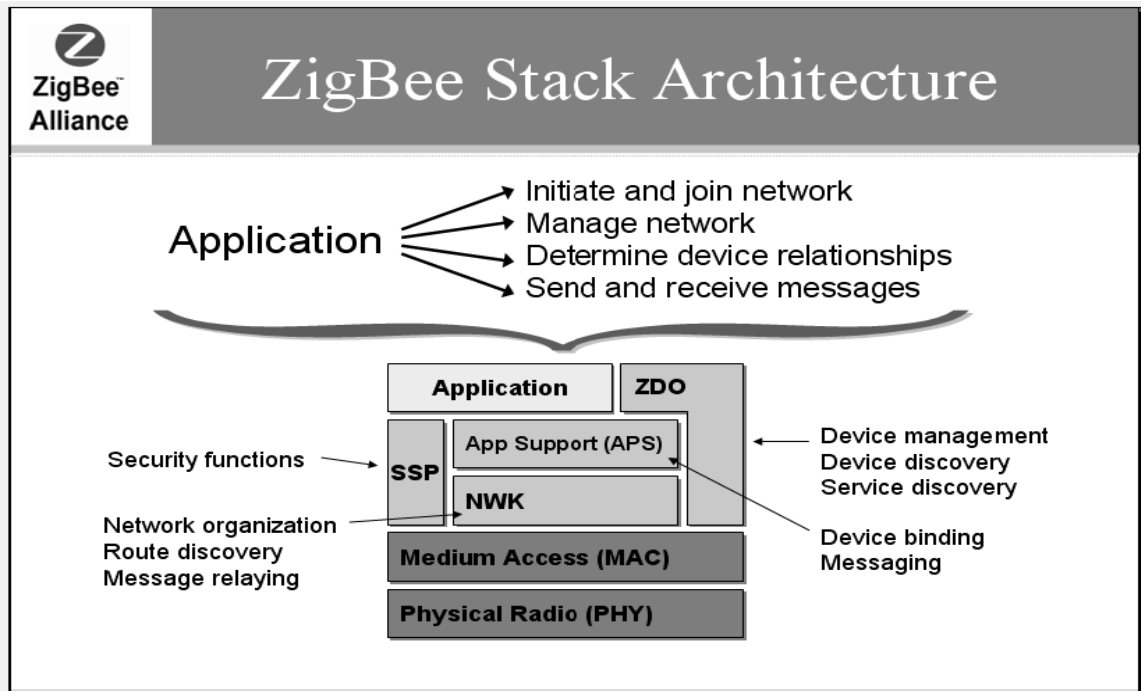 ZigBee™
Alliance
ZigBee Stack Architecture
Application
Initiate and join network
Manage network
Determine device relationships
Send and receive messages
Application
ZDO
SSP
App Support (APS)
NWK
Medium Access (MAC)
Physical Radio (PHY)
Security functions
Network organization
Route discovery
Message relaying
Device management
Device discovery
Service discovery
Device binding
Messaging